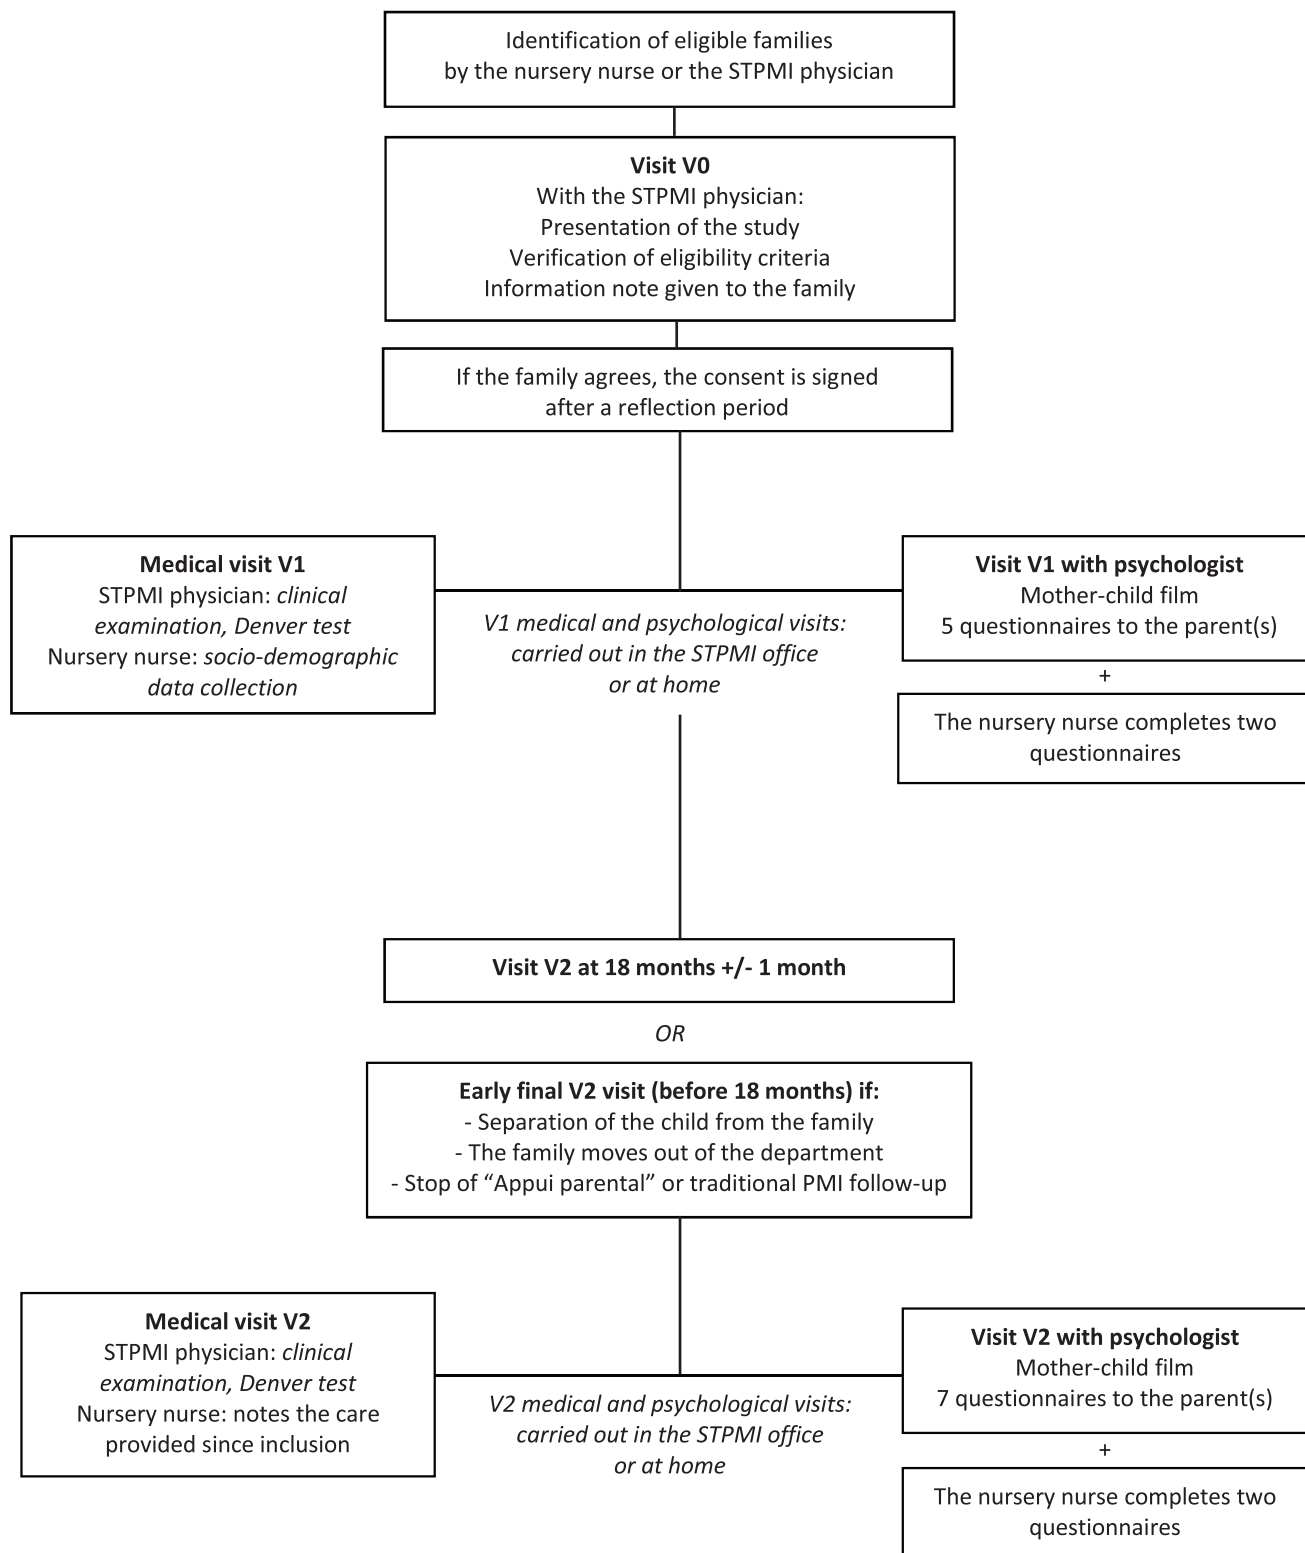 Identification of eligible families
by the nursery nurse or the STPMI physician
Visit V0
With the STPMI physician:
Presentation of the study
Verification of eligibility criteria
Information note given to the family
If the family agrees, the consent is signed
after a reflection period
Medical visit V1
STPMI physician: clinical
examination, Denver test
Nursery nurse: socio-demographic
data collection
V1 medical and psychological visits:
carried out in the STPMI office
or at home
Visit V1 with psychologist
Mother-child film
5 questionnaires to the parent(s)
+
The nursery nurse completes two
questionnaires
Visit V2 at 18 months +/- 1 month
OR
Early final V2 visit (before 18 months) if:
- Separation of the child from the family
- The family moves out of the department
- Stop of “Appui parental” or traditional PMI follow-up
Medical visit V2
STPMI physician: clinical
examination, Denver test
Nursery nurse: notes the care
provided since inclusion
V2 medical and psychological visits:
carried out in the STPMI office
or at home
Visit V2 with psychologist
Mother-child film
7 questionnaires to the parent(s)
+
The nursery nurse completes two
questionnaires